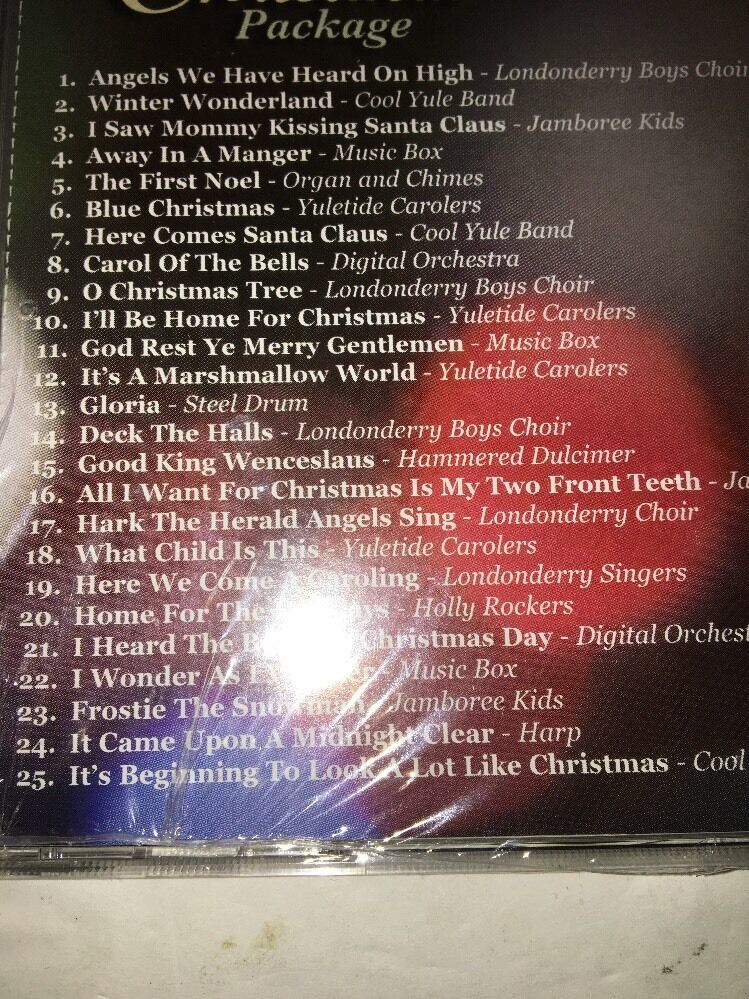 Package
1. Angels We Have Heard On High - Londonderry Boys Choir
2. Winter Wonderland - Cool Yule Band
3. I Saw Mommy Kissing Santa Claus - Jamboree Kids
4. Away In A Manger - Music Box
5. The First Noel - Organ and Chimes
6. Blue Christmas - Yuletide Carolers
7. Here Comes Santa Claus - Cool Yule Band
8. Carol Of The Bells - Digital Orchestra
9. O Christmas Tree - Londonderry Boys Choir
10. I'll Be Home For Christmas - Yuletide Carolers
11. God Rest Ye Merry Gentlemen - Music Box
12. It's A Marshmallow World - Yuletide Carolers
13. Gloria - Steel Drum
14. Deck The Halls - Londonderry Boys Choir
15. Good King Wenceslaus - Hammered Dulcimer
16. All I Want For Christmas Is My Two Front Teeth - Ja
17. Hark The Herald Angels Sing - Londonderry Choir
18. What Child Is This - Yuletide Carolers
19. Here We Come A Caroling - Londonderry Singers
20. Home For The - Holly Rockers
21. I Heard The Christmas Day - Digital Orchest
22. I Wonder As I - Music Box
23. Frostie The Snowman - Jamboree Kids
24. It Came Upon A Midnight Clear - Harp
25. It's Beginning To Look A Lot Like Christmas - Cool